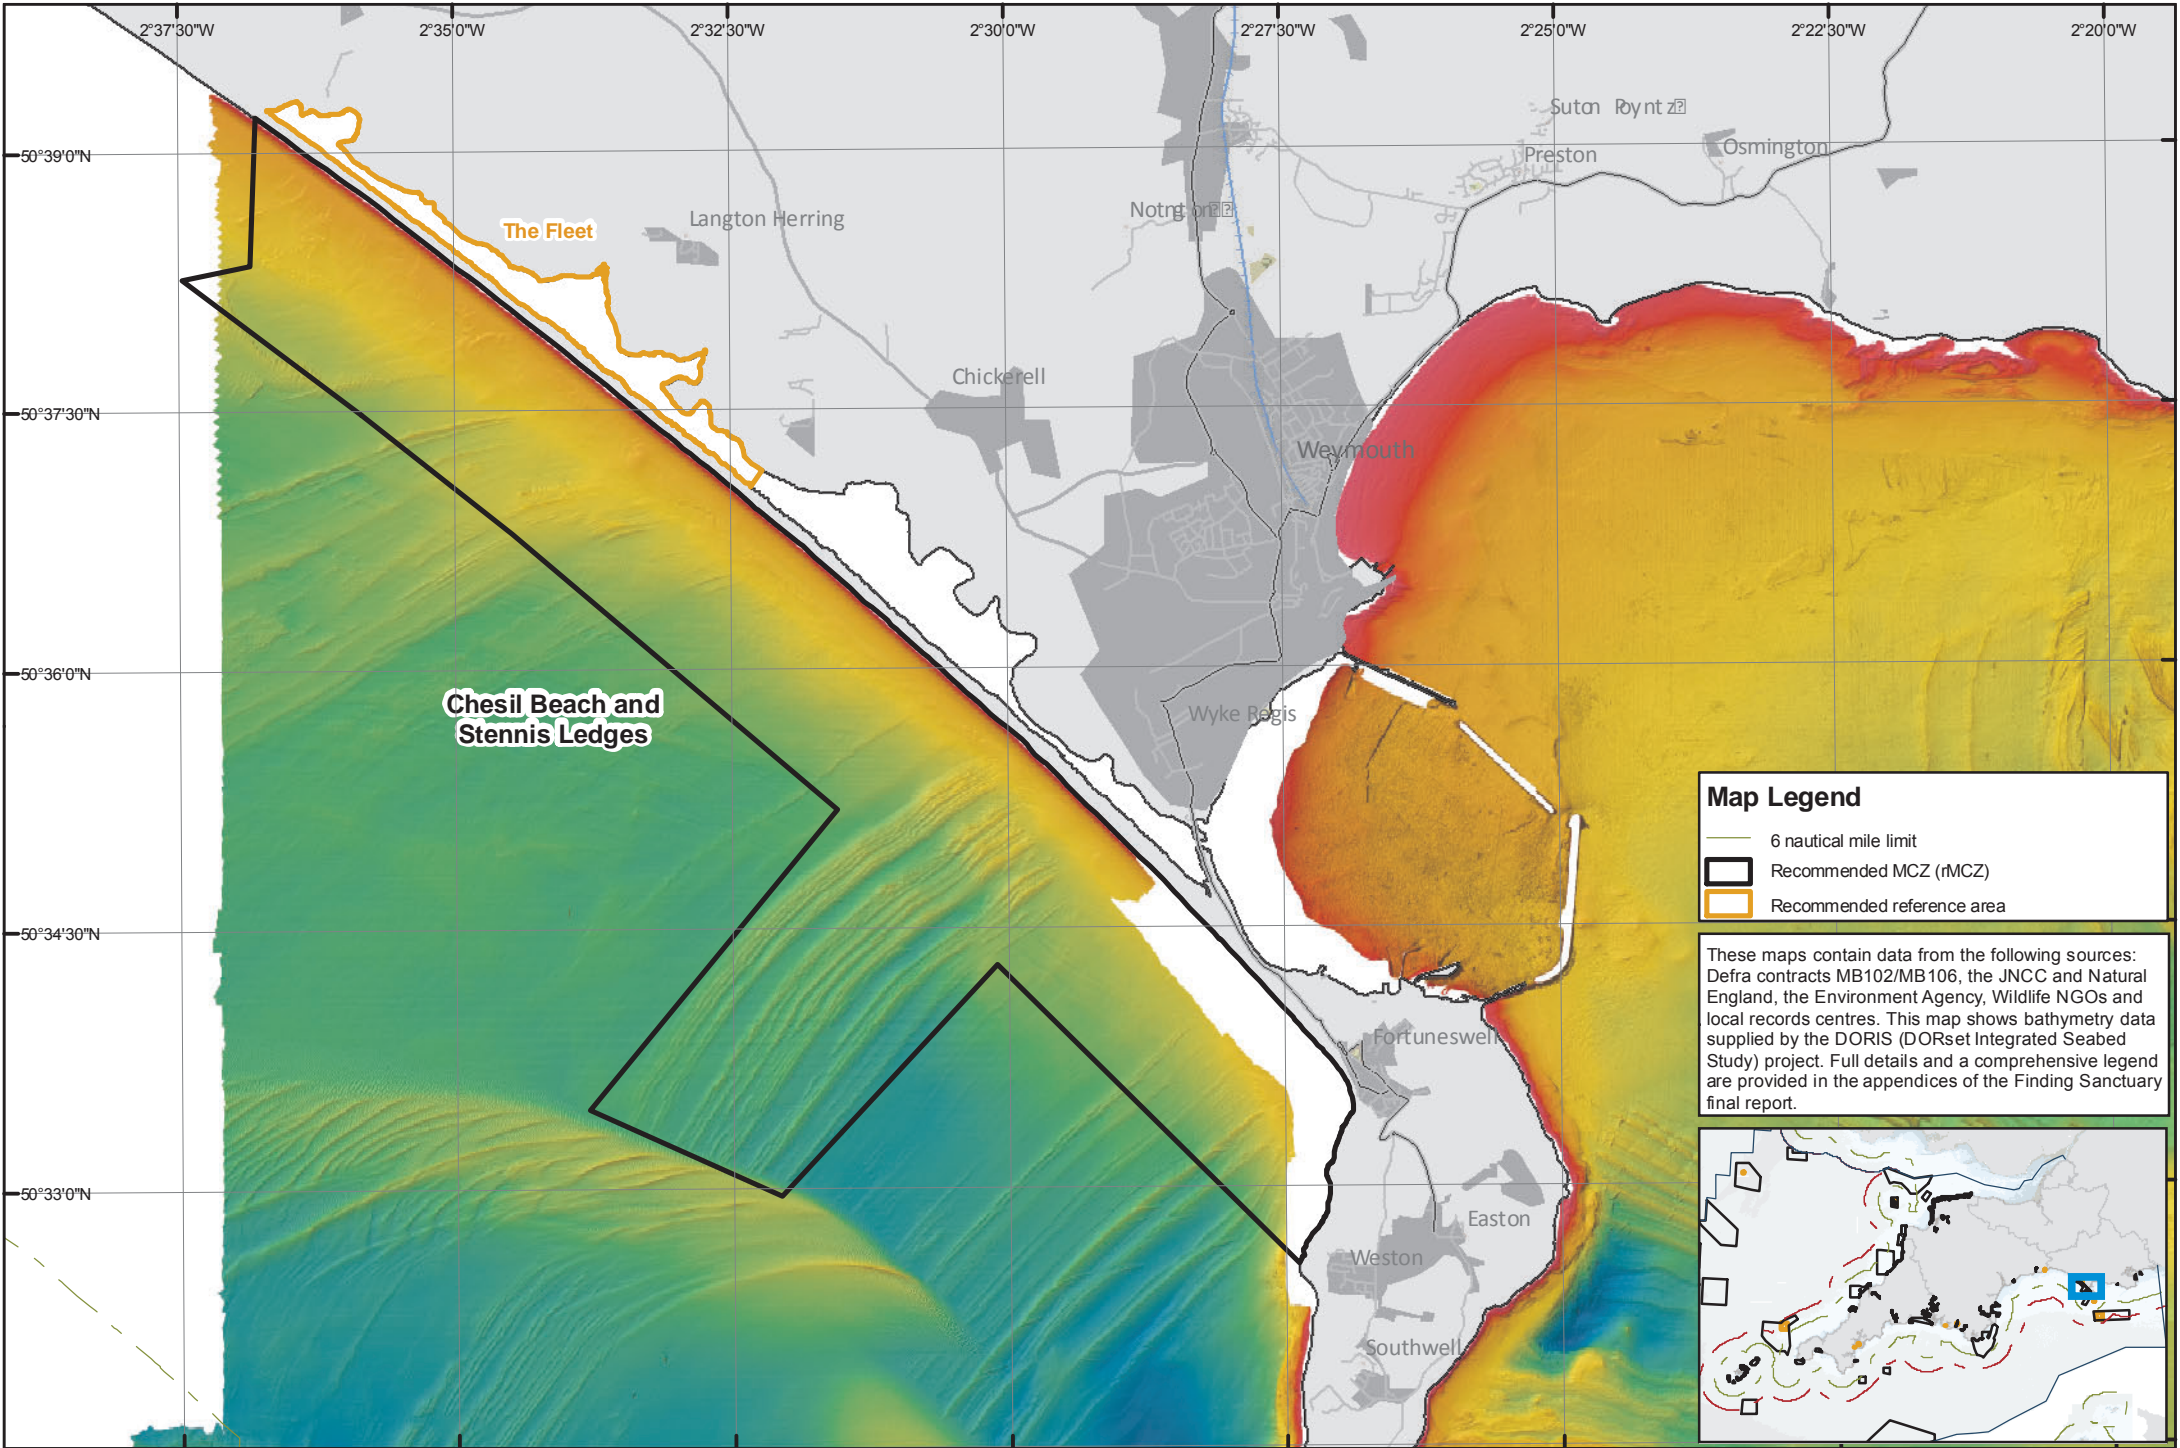 2°37'30"W
2°35'0"W
2°32'30"W
2°30'0"W
2°27'30"W
2°25'0"W
2°22'30"W
2°20'0"W
50°39'0"N
50°37'30"N
50°36'0"N
50°34'30"N
50°33'0"N
Preston
Osmington
The Fleet
Langton Herring
Chickerell
Weymouth
Wyke Regis
Chesil Beach and
Stennis Ledges
Fortuneswell
Easton
Weston
Southwell
Map Legend
6 nautical mile limit
Recommended MCZ (rMCZ)
Recommended reference area
These maps contain data from the following sources:
Defra contracts MB102/MB106, the JNCC and Natural
England, the Environment Agency, Wildlife NGOs and
local records centres. This map shows bathymetry data
supplied by the DORIS (DORset Integrated Seabed
Study) project. Full details and a comprehensive legend
are provided in the appendices of the Finding Sanctuary
final report.